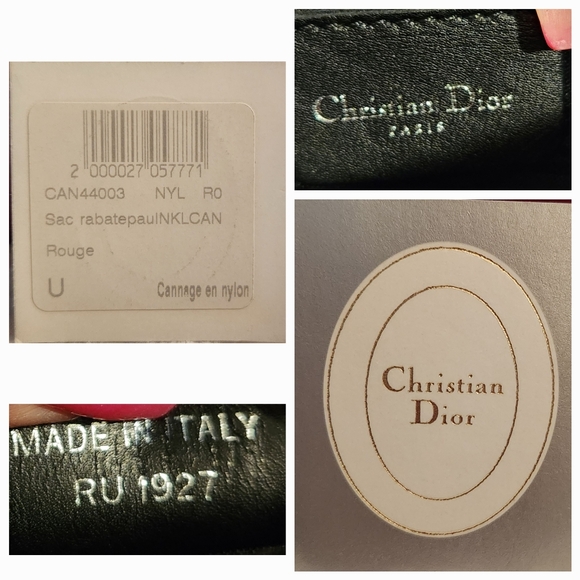 2 000027 057771
CAN44003 NYL R0
Sac rabatepaulNKLCAN
Rouge
U Cannage en nylon
Christian Dior
PARIS
MADE IN ITALY
RU 1927
Christian
Dior